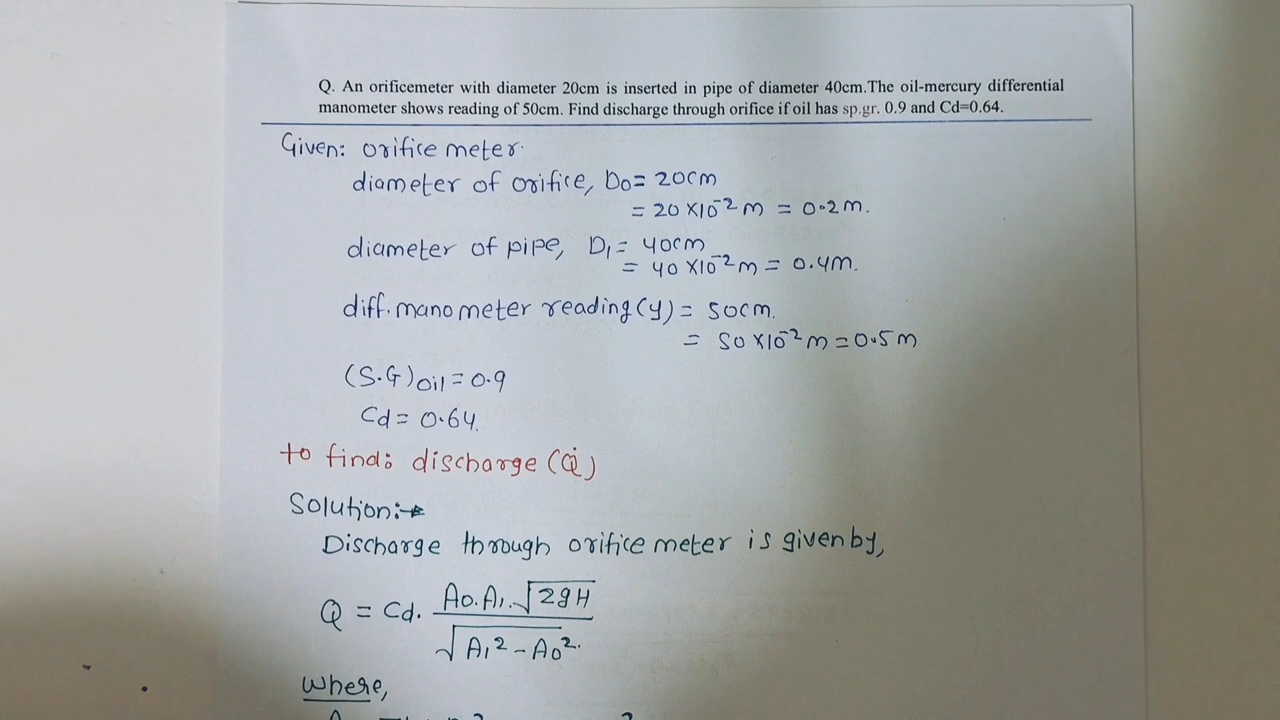 Q. An orificemeter with diameter 20cm is inserted in pipe of diameter 40cm.The oil-mercury differential
manometer shows reading of 50cm. Find discharge through orifice if oil has sp.gr. 0.9 and Cd=0.64.
Given: orifice meter.
diameter of orifice, D₀ = 20cm
= 20 ×10⁻² m = 0.2 m.
diameter of pipe, D₁ = 40cm
= 40 ×10⁻² m = 0.4m.
diff. manometer reading (y) = 50cm.
= 50 ×10⁻² m = 0.5 m
(S.G)oil = 0.9
Cd = 0.64.
to find: discharge (Q)
Solution:→
Discharge through orifice meter is given by,
Q = Cd. A₀.A₁.√2gH / √A₁² - A₀².
Where,